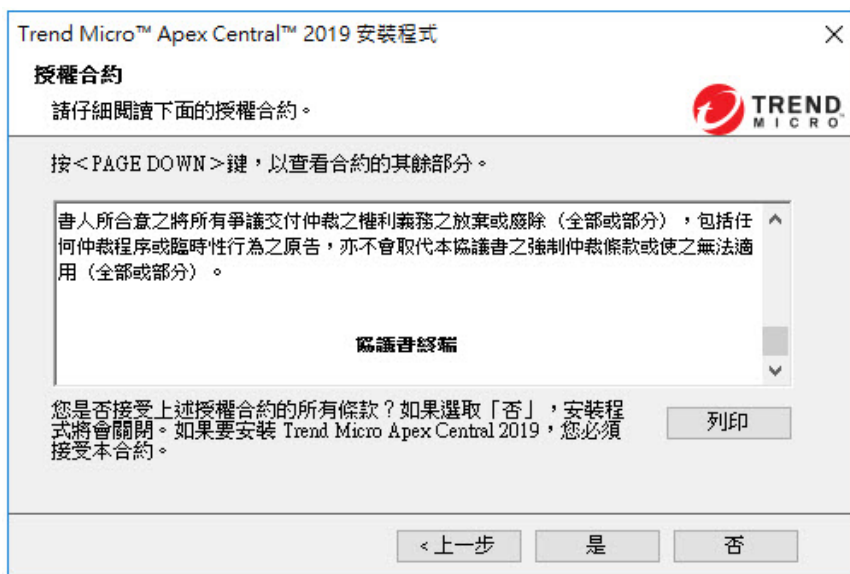 Trend Micro™ Apex Central™ 2019 安裝程式
授權合約
請仔細閱讀下面的授權合約。
TREND
MICRO
按<PAGE DOWN>鍵，以查看合約的其餘部分。
書人所合意之將所有爭議交付仲裁之權利義務之放棄或廢除（全部或部分），包括任
何仲裁程序或臨時性行為之原告，亦不會取代本協議書之強制仲裁條款或使之無法適
用（全部或部分）。
協議書終端
您是否接受上述授權合約的所有條款？如果選取「否」，安裝程
式將會關閉。如果要安裝 Trend Micro Apex Central 2019，您必須
接受本合約。
列印
<上一步
是
否